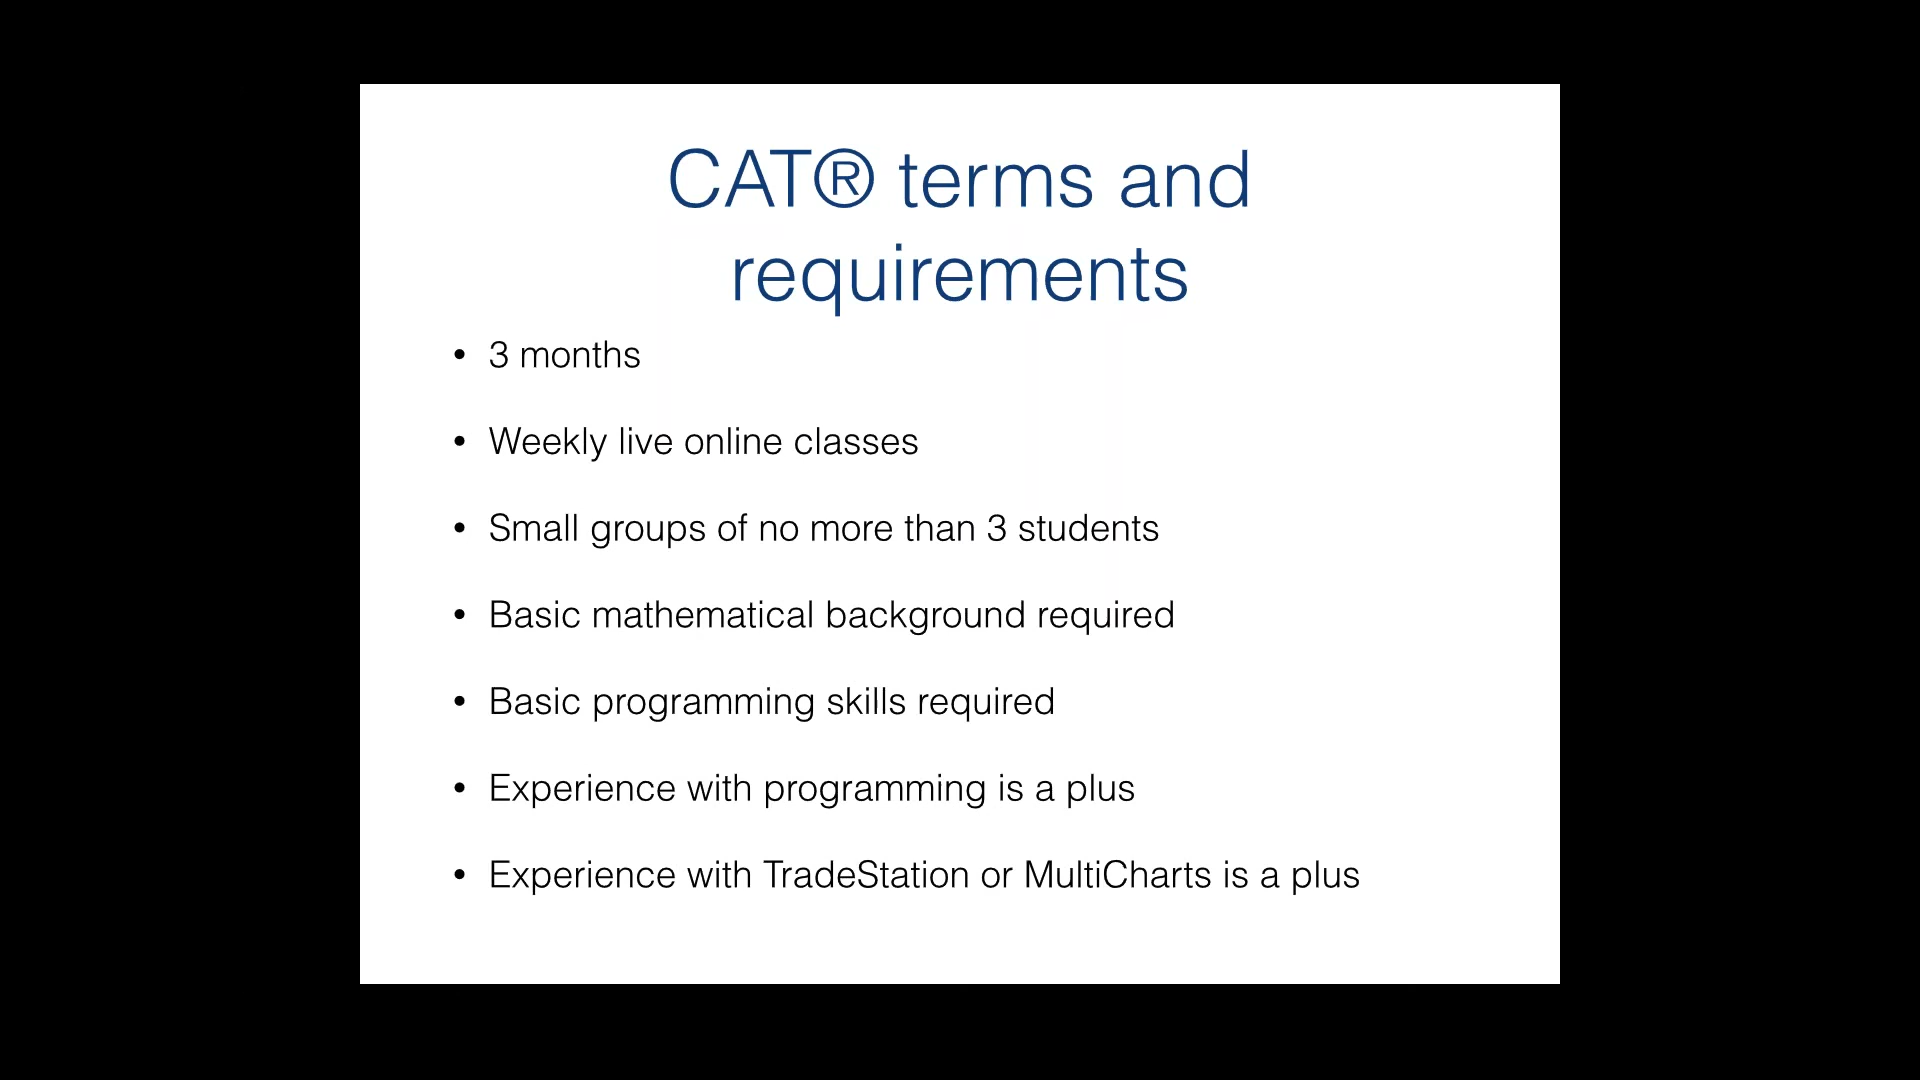 CAT® terms and
requirements
• 3 months
• Weekly live online classes
• Small groups of no more than 3 students
• Basic mathematical background required
• Basic programming skills required
• Experience with programming is a plus
• Experience with TradeStation or MultiCharts is a plus